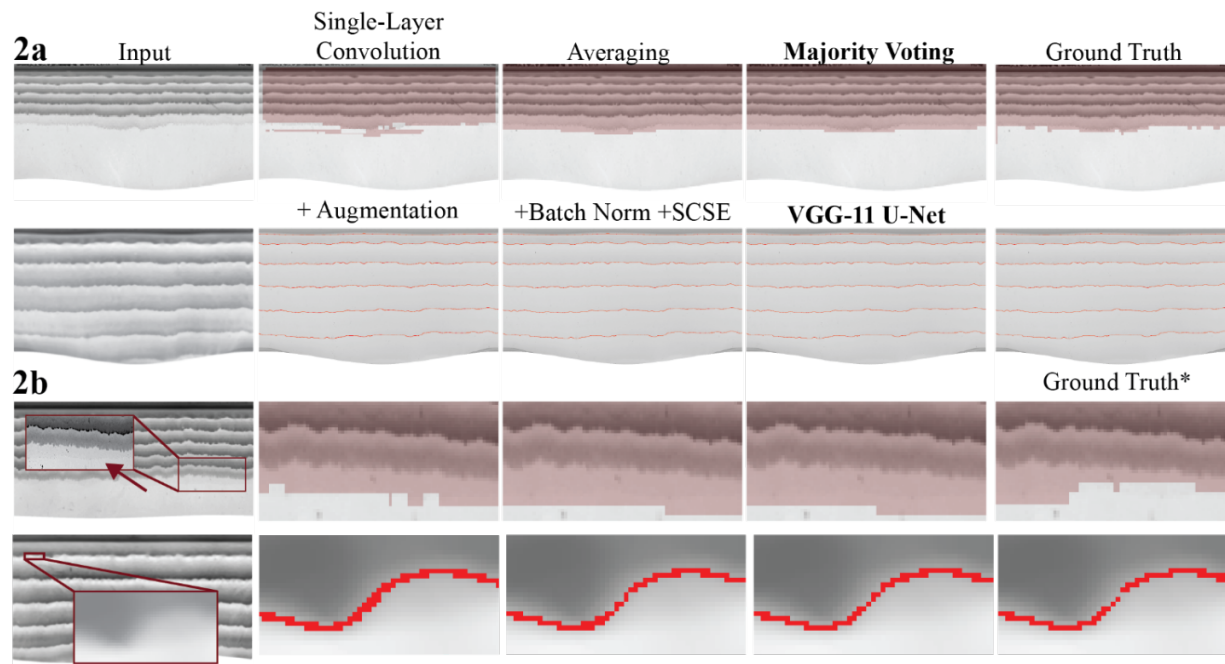 2a
Input
Single-Layer
Convolution
Averaging
Majority Voting
Ground Truth
+ Augmentation
+Batch Norm +SCSE
VGG-11 U-Net
2b
Ground Truth*